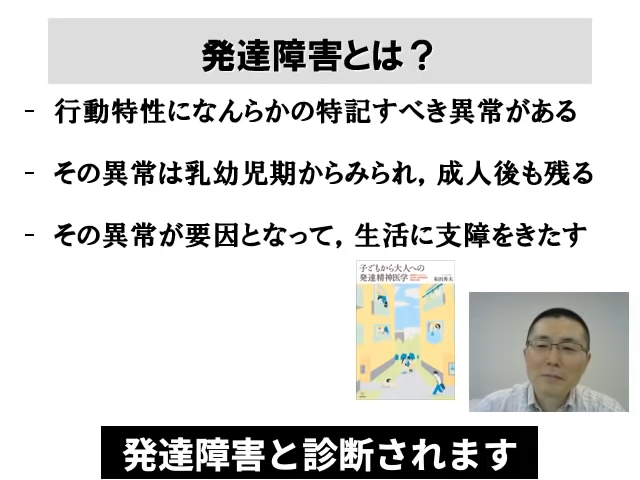 発達障害とは？
- 行動特性になんらかの特記すべき異常がある
- その異常は乳幼児期からみられ, 成人後も残る
- その異常が要因となって, 生活に支障をきたす
子どもから大人への
発達精神医学
本田秀夫
発達障害と診断されます